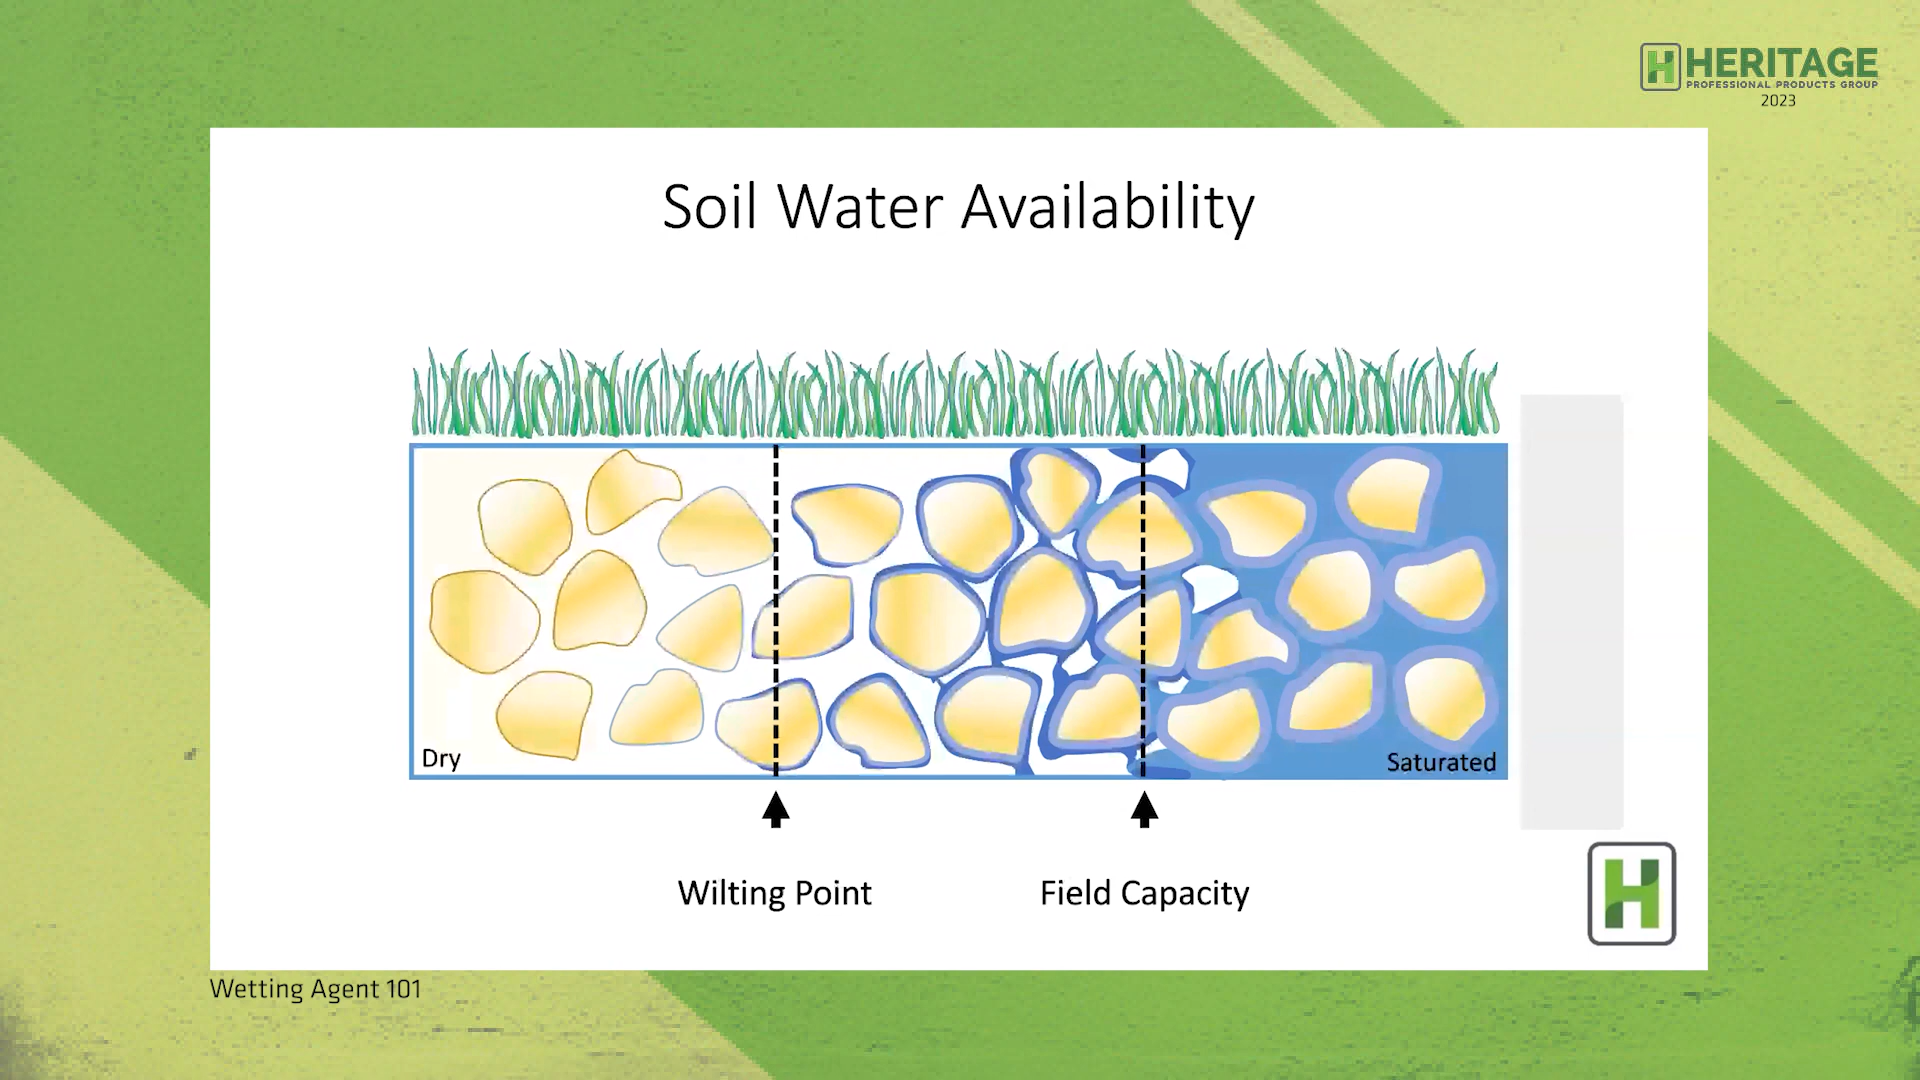 HERITAGE
PROFESSIONAL PRODUCTS GROUP
2023
Soil Water Availability
Dry
Saturated
Wilting Point
Field Capacity
Wetting Agent 101